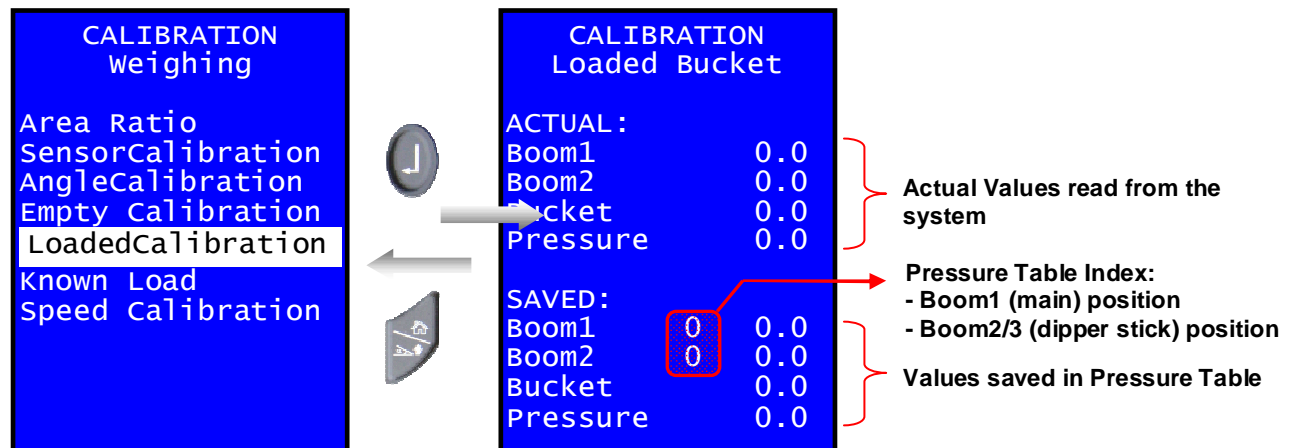 CALIBRATION
Weighing
Area Ratio
SensorCalibration
AngleCalibration
Empty Calibration
LoadedCalibration
Known Load
Speed Calibration
CALIBRATION
Loaded Bucket
ACTUAL:
Boom1 0.0
Boom2 0.0
Bucket 0.0
Pressure 0.0
SAVED:
Boom1 0 0.0
Boom2 0 0.0
Bucket 0.0
Pressure 0.0
Actual Values read from the
system
Pressure Table Index:
- Boom1 (main) position
- Boom2/3 (dipper stick) position
Values saved in Pressure Table